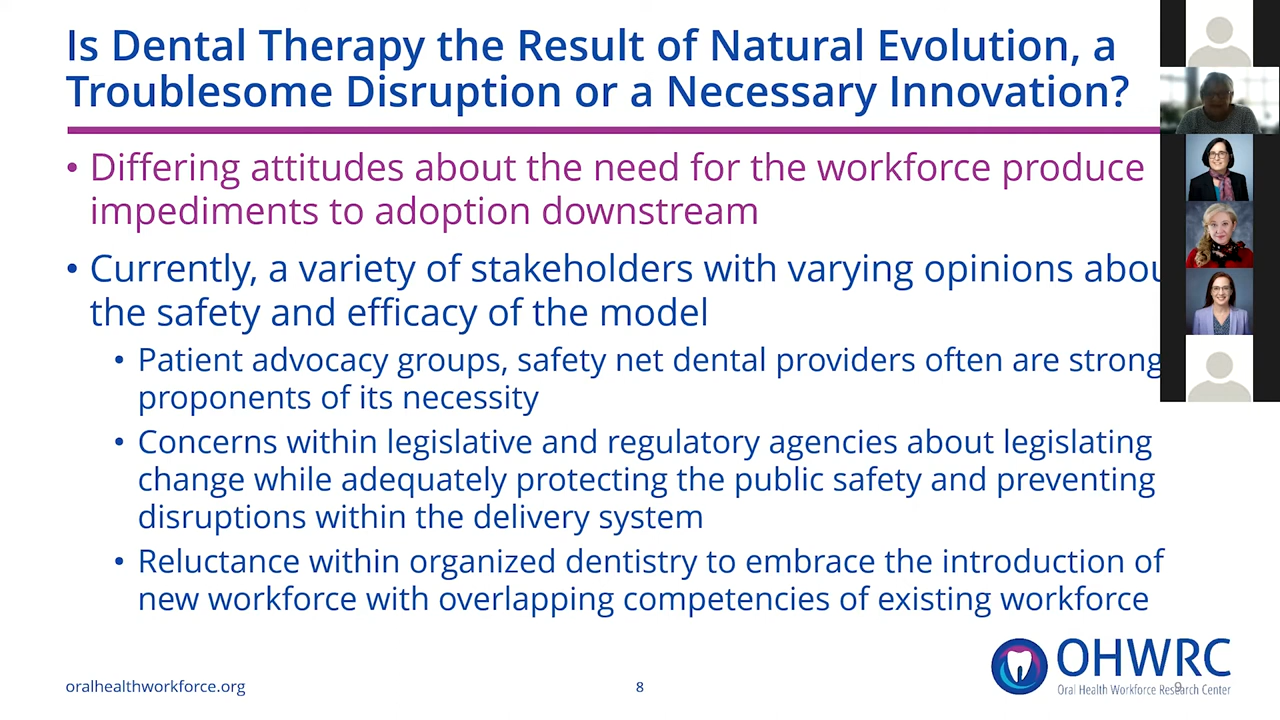 Is Dental Therapy the Result of Natural Evolution, a
Troublesome Disruption or a Necessary Innovation?
• Differing attitudes about the need for the workforce produce
impediments to adoption downstream
• Currently, a variety of stakeholders with varying opinions abou
the safety and efficacy of the model
• Patient advocacy groups, safety net dental providers often are strong
proponents of its necessity
• Concerns within legislative and regulatory agencies about legislating
change while adequately protecting the public safety and preventing
disruptions within the delivery system
• Reluctance within organized dentistry to embrace the introduction of
new workforce with overlapping competencies of existing workforce
OHWRC
Oral Health Workforce Research Center
oralhealthworkforce.org
8
9